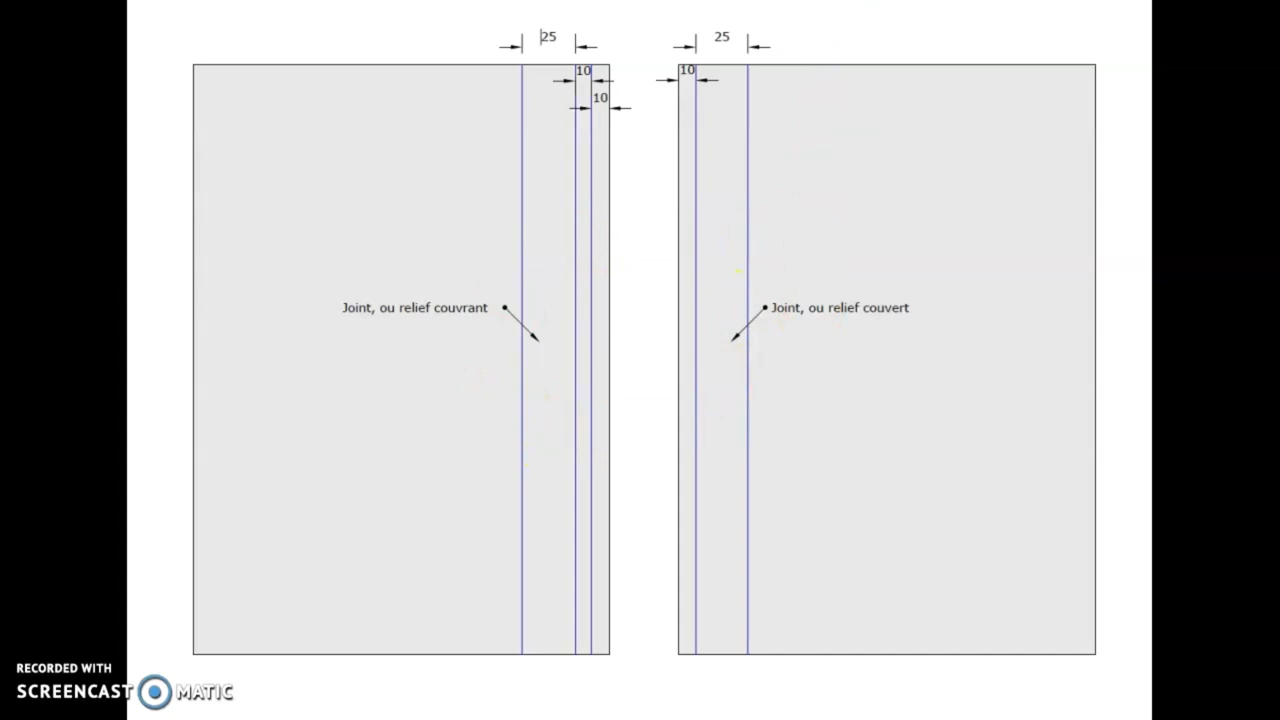 25
25
10
10
10
Joint, ou relief couvrant
Joint, ou relief couvert
RECORDED WITH
SCREENCAST MATIC